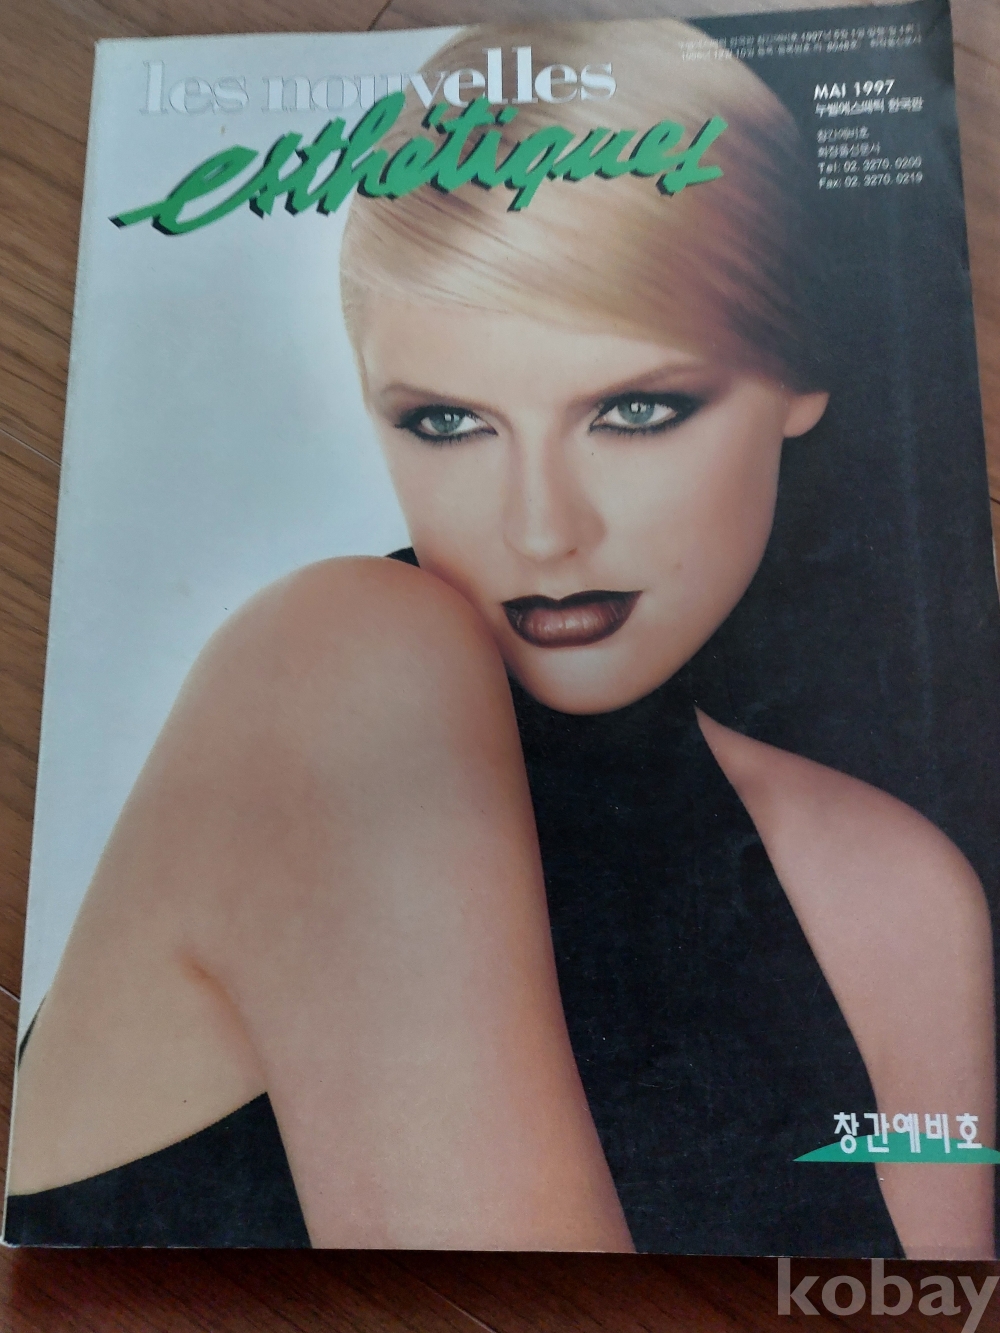 les nouvelles
esthétiques
MAI 1997
누벨에스떼틱 한국판
창간예비호
화장품신문사
Tel: 02. 3270. 0200
Fax: 02. 3270. 0219
창간예비호
kobay